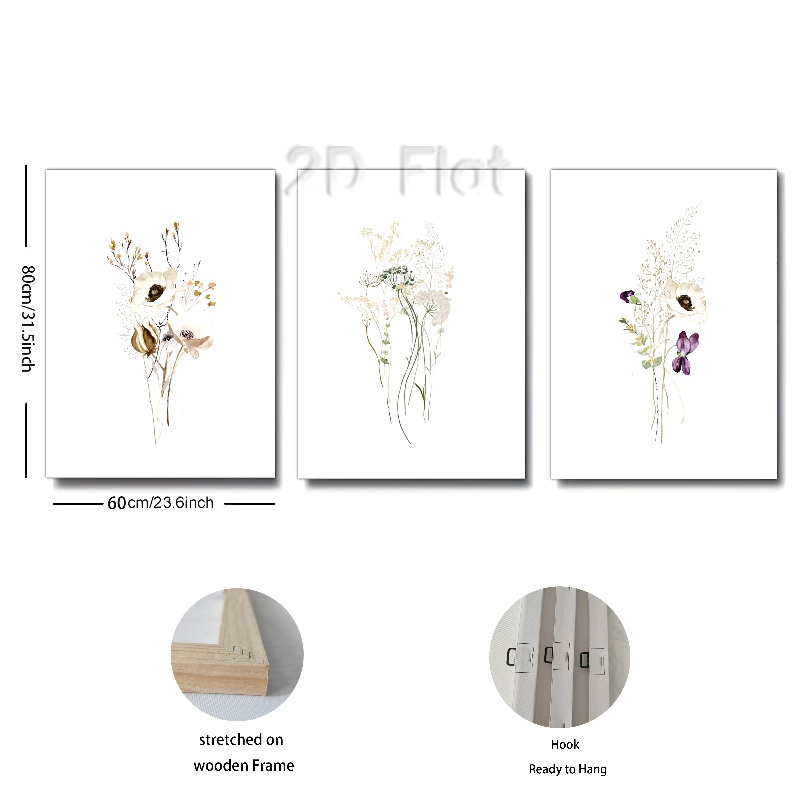 2D Flat
80cm/31.5inch
60cm/23.6inch
stretched on
wooden Frame
Hook
Ready to Hang